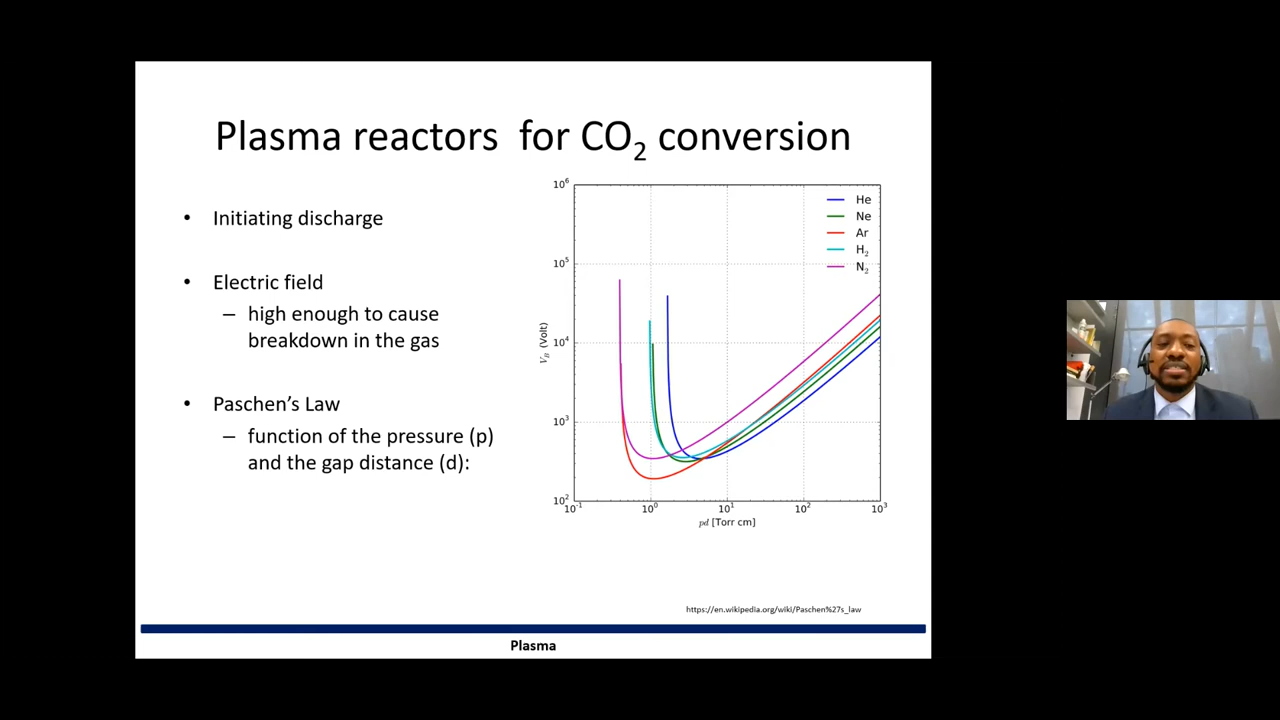 Plasma reactors for CO₂ conversion
• Initiating discharge
• Electric field
– high enough to cause
breakdown in the gas
• Paschen’s Law
– function of the pressure (p)
and the gap distance (d):
10⁶
10⁵
10⁴
10³
10²
V_B (Volt)
He
Ne
Ar
H₂
N₂
10⁻¹ 10⁰ 10¹ 10² 10³
pd [Torr cm]
https://en.wikipedia.org/wiki/Paschen%27s_law
Plasma